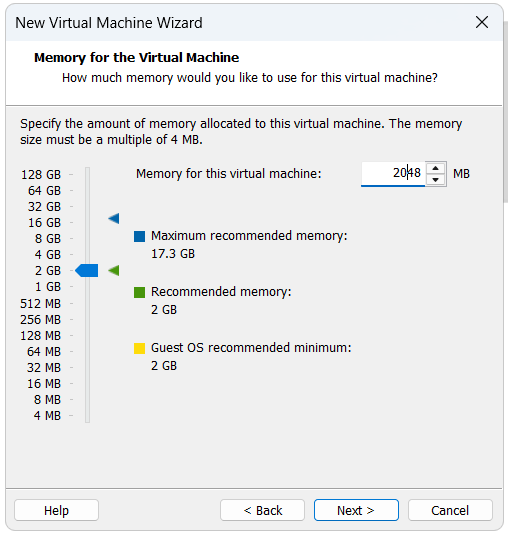 New Virtual Machine Wizard
Memory for the Virtual Machine
How much memory would you like to use for this virtual machine?
Specify the amount of memory allocated to this virtual machine. The memory
size must be a multiple of 4 MB.
Memory for this virtual machine:
2048
MB
128 GB
64 GB
32 GB
16 GB
8 GB
4 GB
2 GB
1 GB
512 MB
256 MB
128 MB
64 MB
32 MB
16 MB
8 MB
4 MB
Maximum recommended memory:
17.3 GB
Recommended memory:
2 GB
Guest OS recommended minimum:
2 GB
Help
< Back
Next >
Cancel